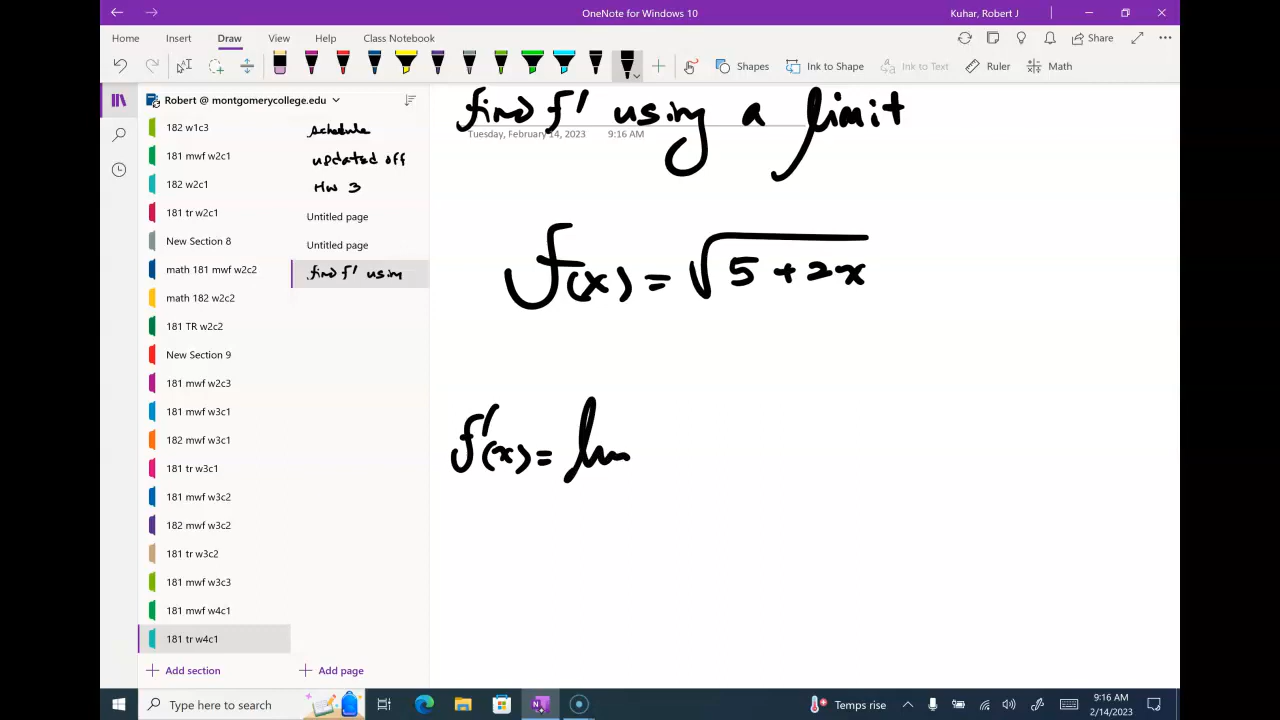 OneNote for Windows 10
Kuhar, Robert J
Home Insert Draw View Help Class Notebook
Share
Shapes Ink to Shape Ink to Text Ruler Math
Robert @ montgomerycollege.edu
182 w1c3
181 mwf w2c1
182 w2c1
181 tr w2c1
New Section 8
math 181 mwf w2c2
math 182 w2c2
181 TR w2c2
New Section 9
181 mwf w2c3
181 mwf w3c1
182 mwf w3c1
181 tr w3c1
181 mwf w3c2
182 mwf w3c2
181 tr w3c2
181 mwf w3c3
181 mwf w4c1
181 tr w4c1
Add section
schedule
updated off
HW 3
Untitled page
Untitled page
find f' using
Add page
find f' using a limit
Tuesday, February 14, 2023 9:16 AM
f(x) = √5 + 2x
f'(x) = lim
Type here to search
Temps rise
9:16 AM
2/14/2023